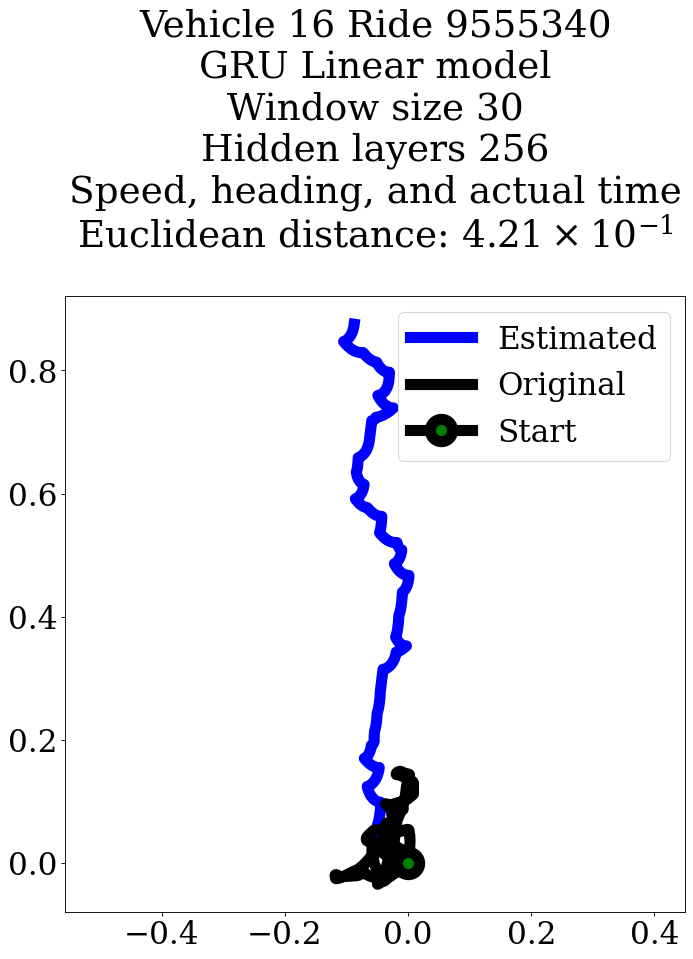 Vehicle 16 Ride 9555340
GRU Linear model
Window size 30
Hidden layers 256
Speed, heading, and actual time
Euclidean distance: 4.21 × 10⁻¹
Estimated
Original
Start
0.8
0.6
0.4
0.2
0.0
−0.4 −0.2 0.0 0.2 0.4